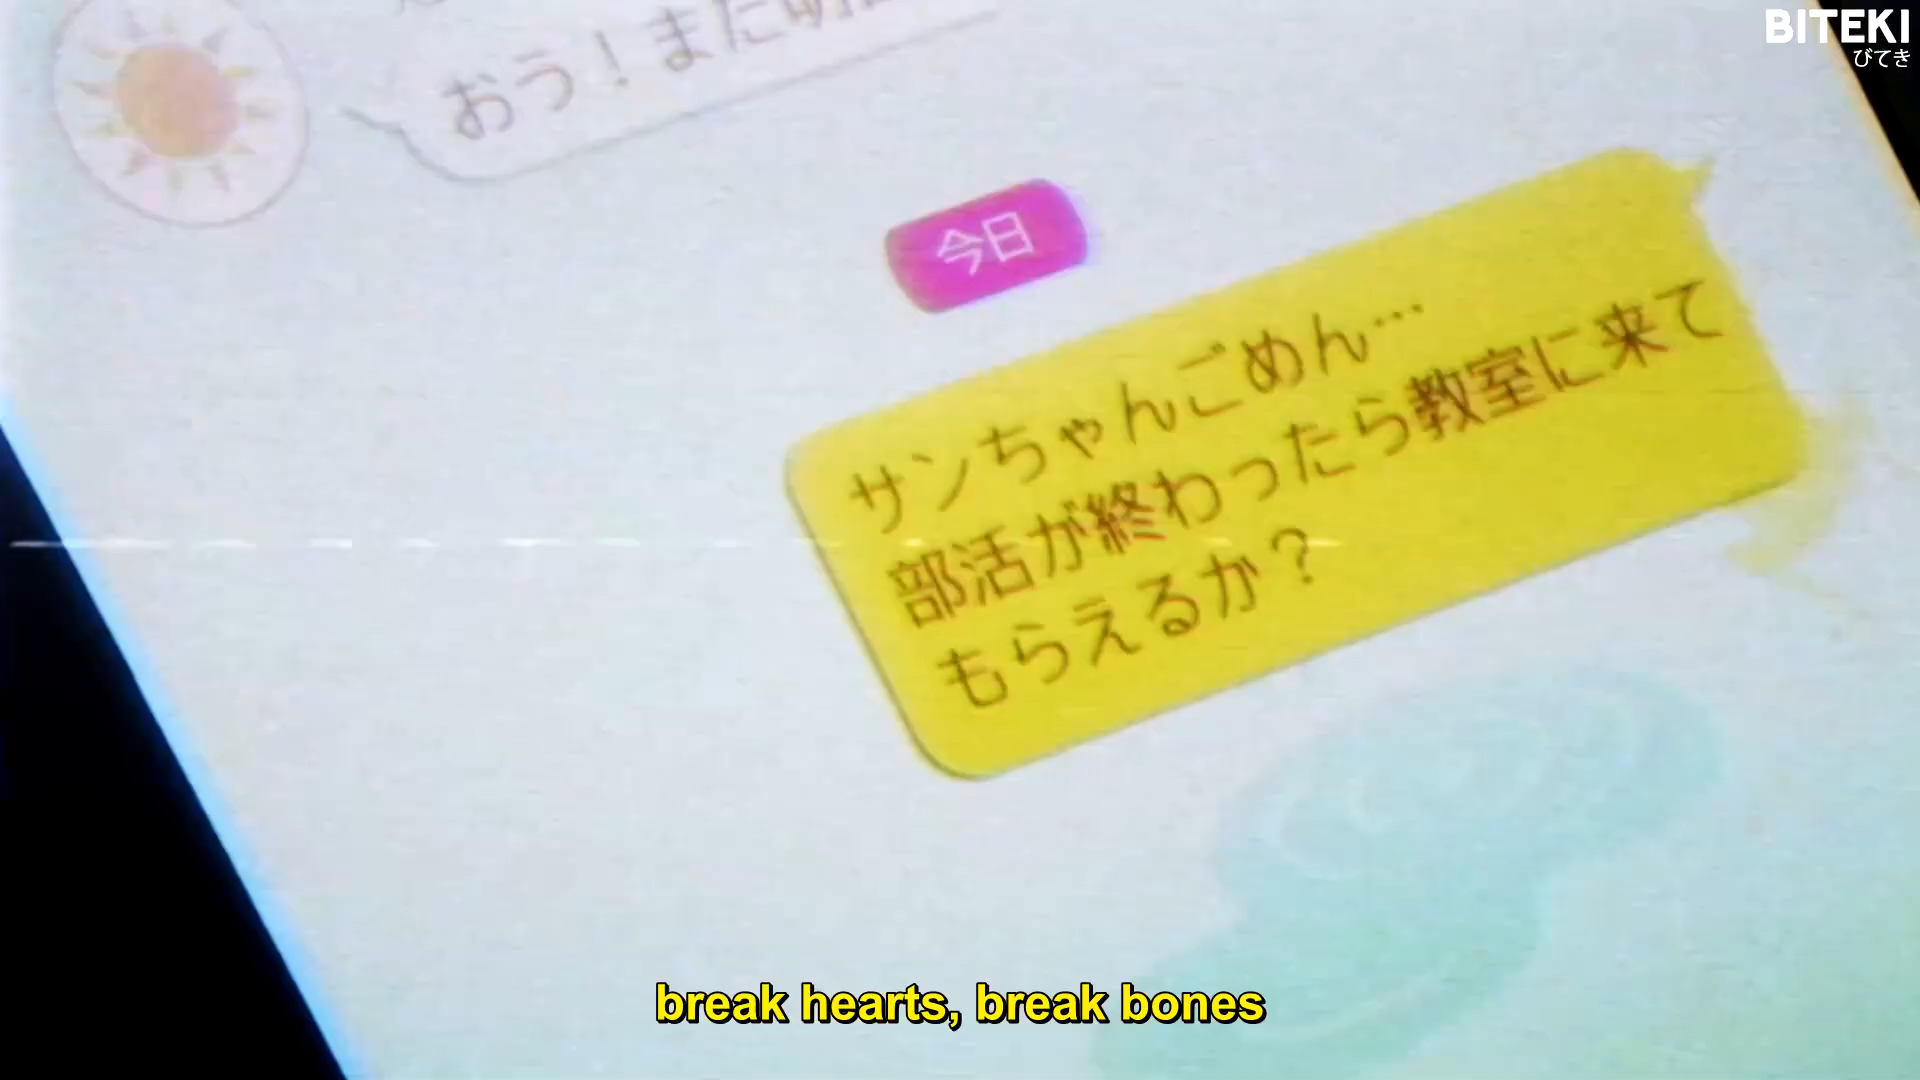 BITEKI
びてき
おう！また
今日
サンちゃんごめん…
部活が終わったら教室に来て
もらえるか？
break hearts, break bones